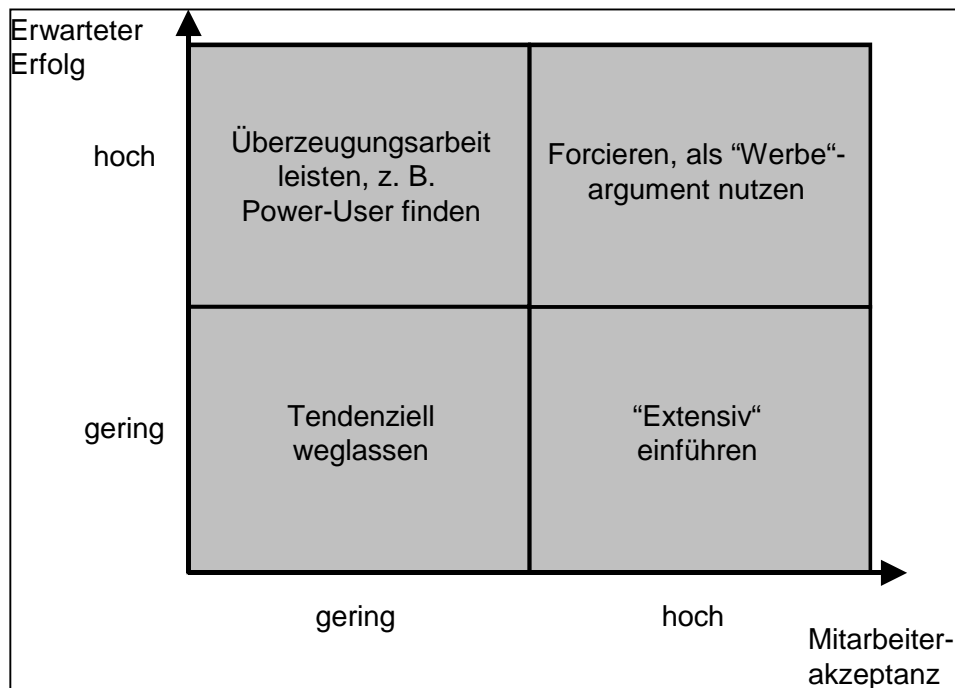 Erwarteter
Erfolg
hoch
Überzeugungsarbeit
leisten, z. B.
Power-User finden
Forcieren, als “Werbe“-
argument nutzen
gering
Tendenziell
weglassen
“Extensiv“
einführen
gering
hoch
Mitarbeiter-
akzeptanz